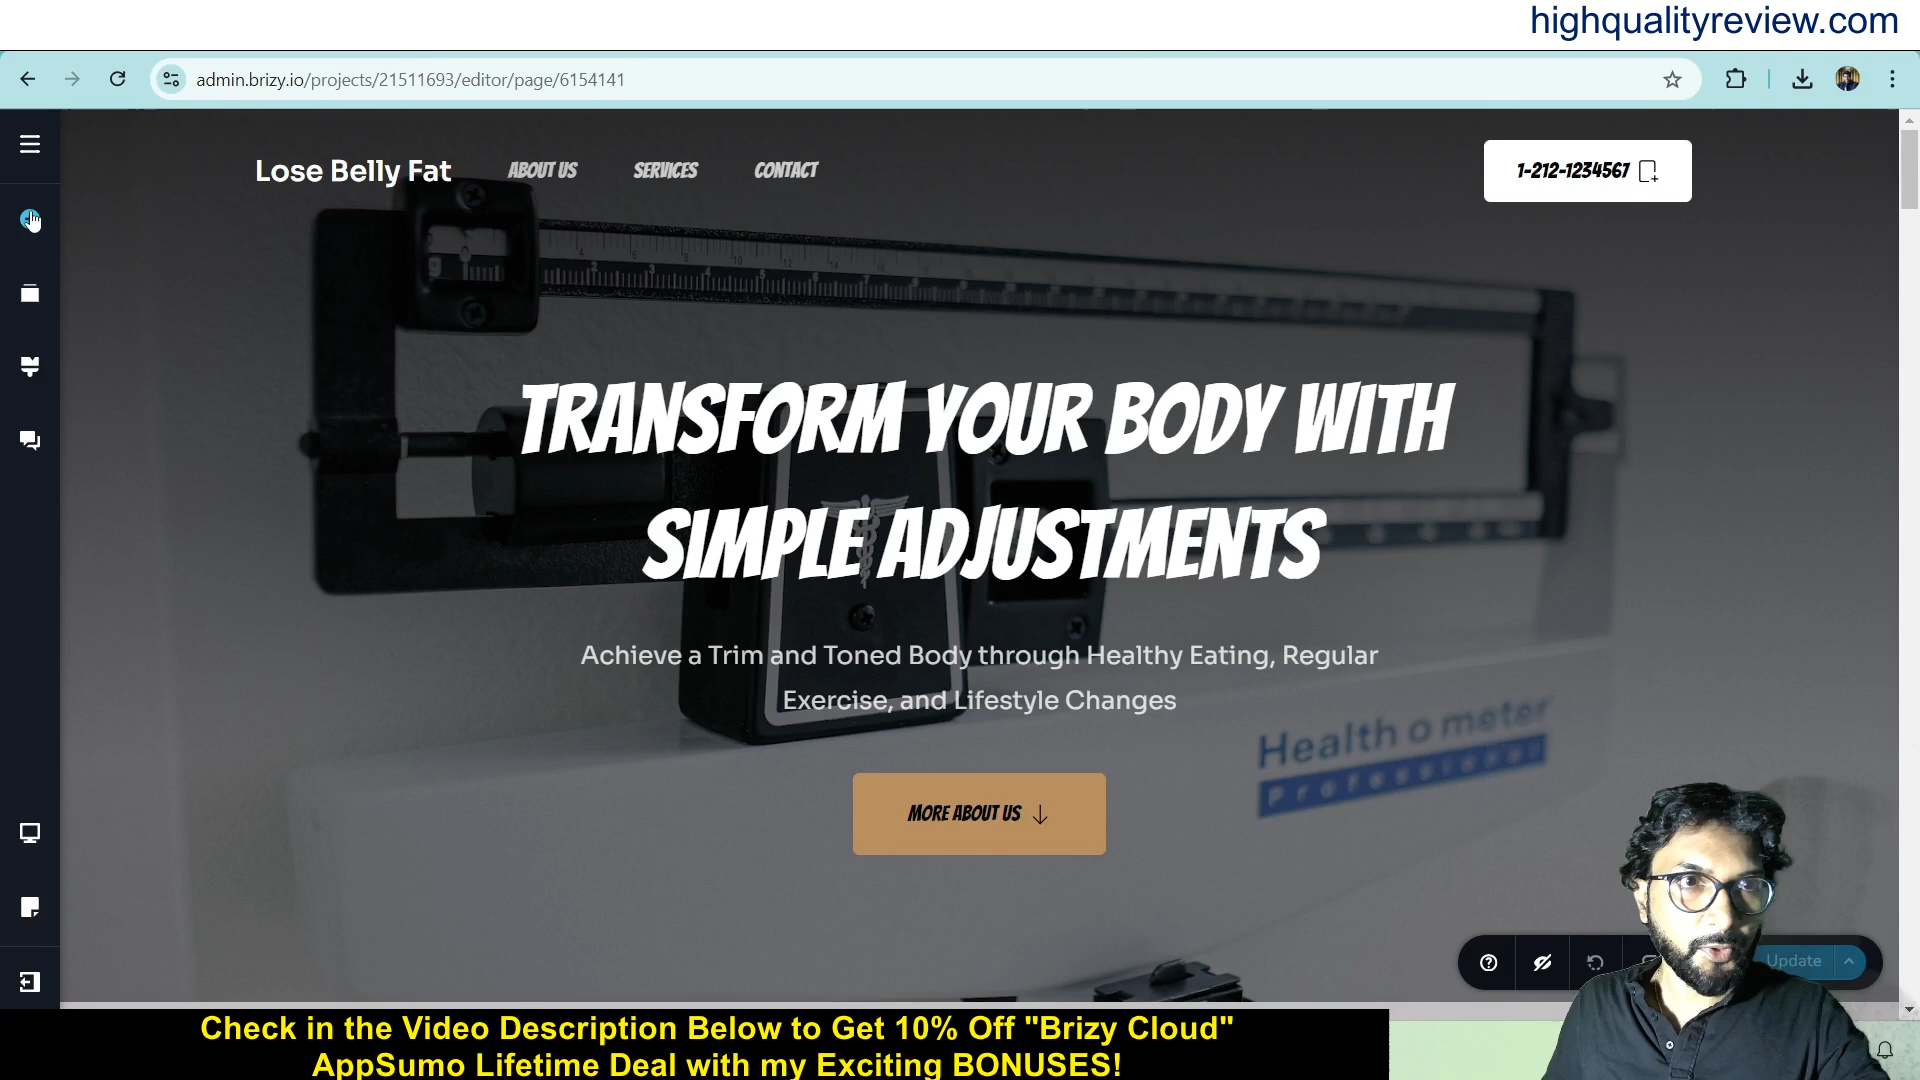 highqualityreview.com
admin.brizy.io/projects/21511693/editor/page/6154141
Lose Belly Fat
ABOUT US
SERVICES
CONTACT
1-212-1234567
TRANSFORM YOUR BODY WITH
SIMPLE ADJUSTMENTS
Achieve a Trim and Toned Body through Healthy Eating, Regular
Exercise, and Lifestyle Changes
Health o meter
Professional
MORE ABOUT US
Update
Check in the Video Description Below to Get 10% Off "Brizy Cloud"
AppSumo Lifetime Deal with my Exciting BONUSES!